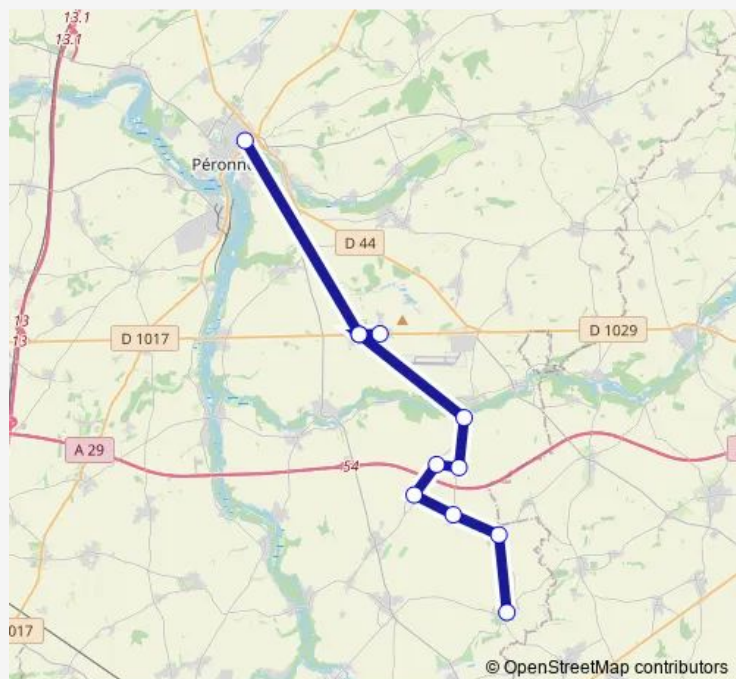 13.1
13.1
Péronn
D 44
13
13
D 1017
D 1029
A 29
54
017
© OpenStreetMap contributors